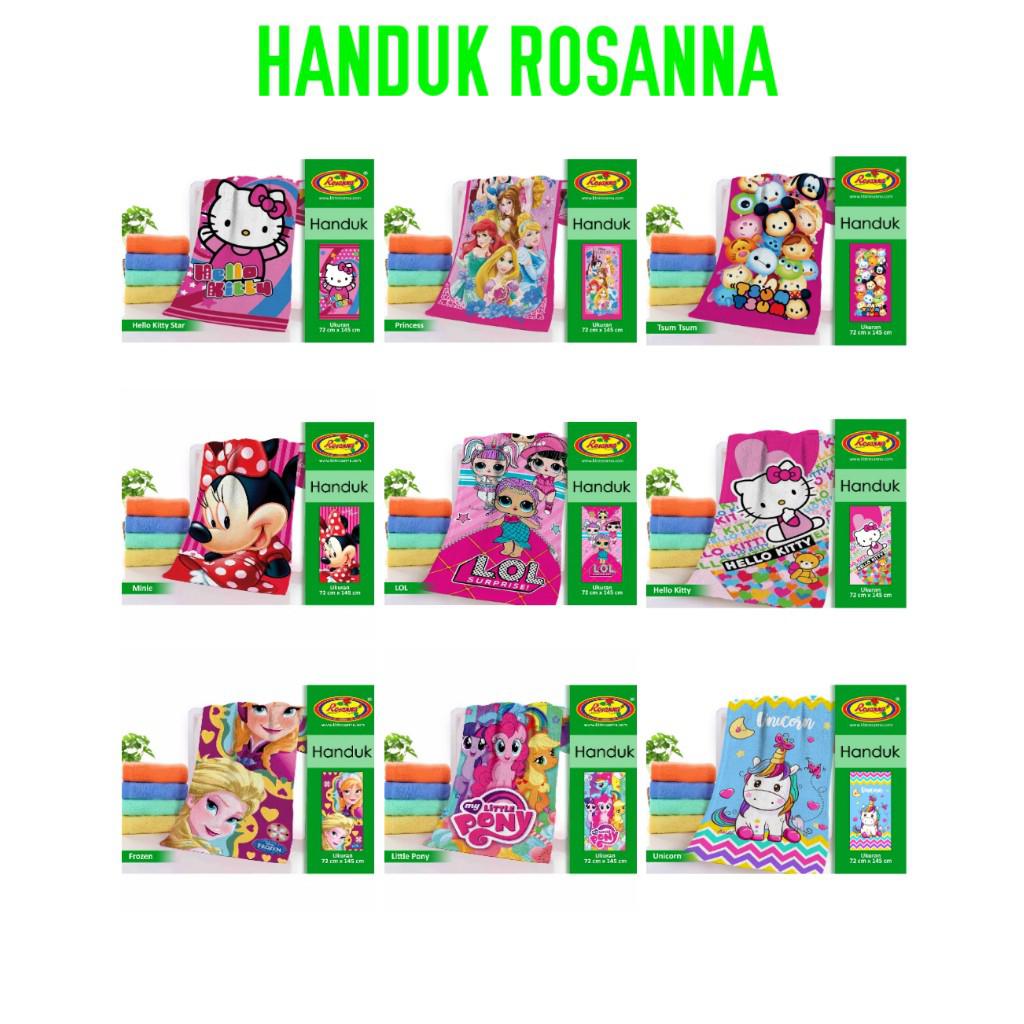 HANDUK ROSANNA
Rosanna
www.kbtrosanna.com
Handuk
Hello Kitty
Hello Kitty Star
Ukuran
72 cm x 145 cm
Rosanna
Handuk
Princess
Ukuran
72 cm x 145 cm
Rosanna
Handuk
TSUM TSUM
Tsum Tsum
Ukuran
72 cm x 145 cm
Rosanna
Handuk
Minie
Ukuran
72 cm x 145 cm
Rosanna
Handuk
LOL
SURPRISE!
LOL
Ukuran
72 cm x 145 cm
Rosanna
Handuk
HELLO KITTY
Hello Kitty
Ukuran
72 cm x 145 cm
Rosanna
Handuk
FROZEN
Frozen
Ukuran
72 cm x 145 cm
Rosanna
Handuk
my LITTLE
PONY
Little Pony
Ukuran
72 cm x 145 cm
Rosanna
Unicorn
Handuk
Unicorn
Ukuran
72 cm x 145 cm